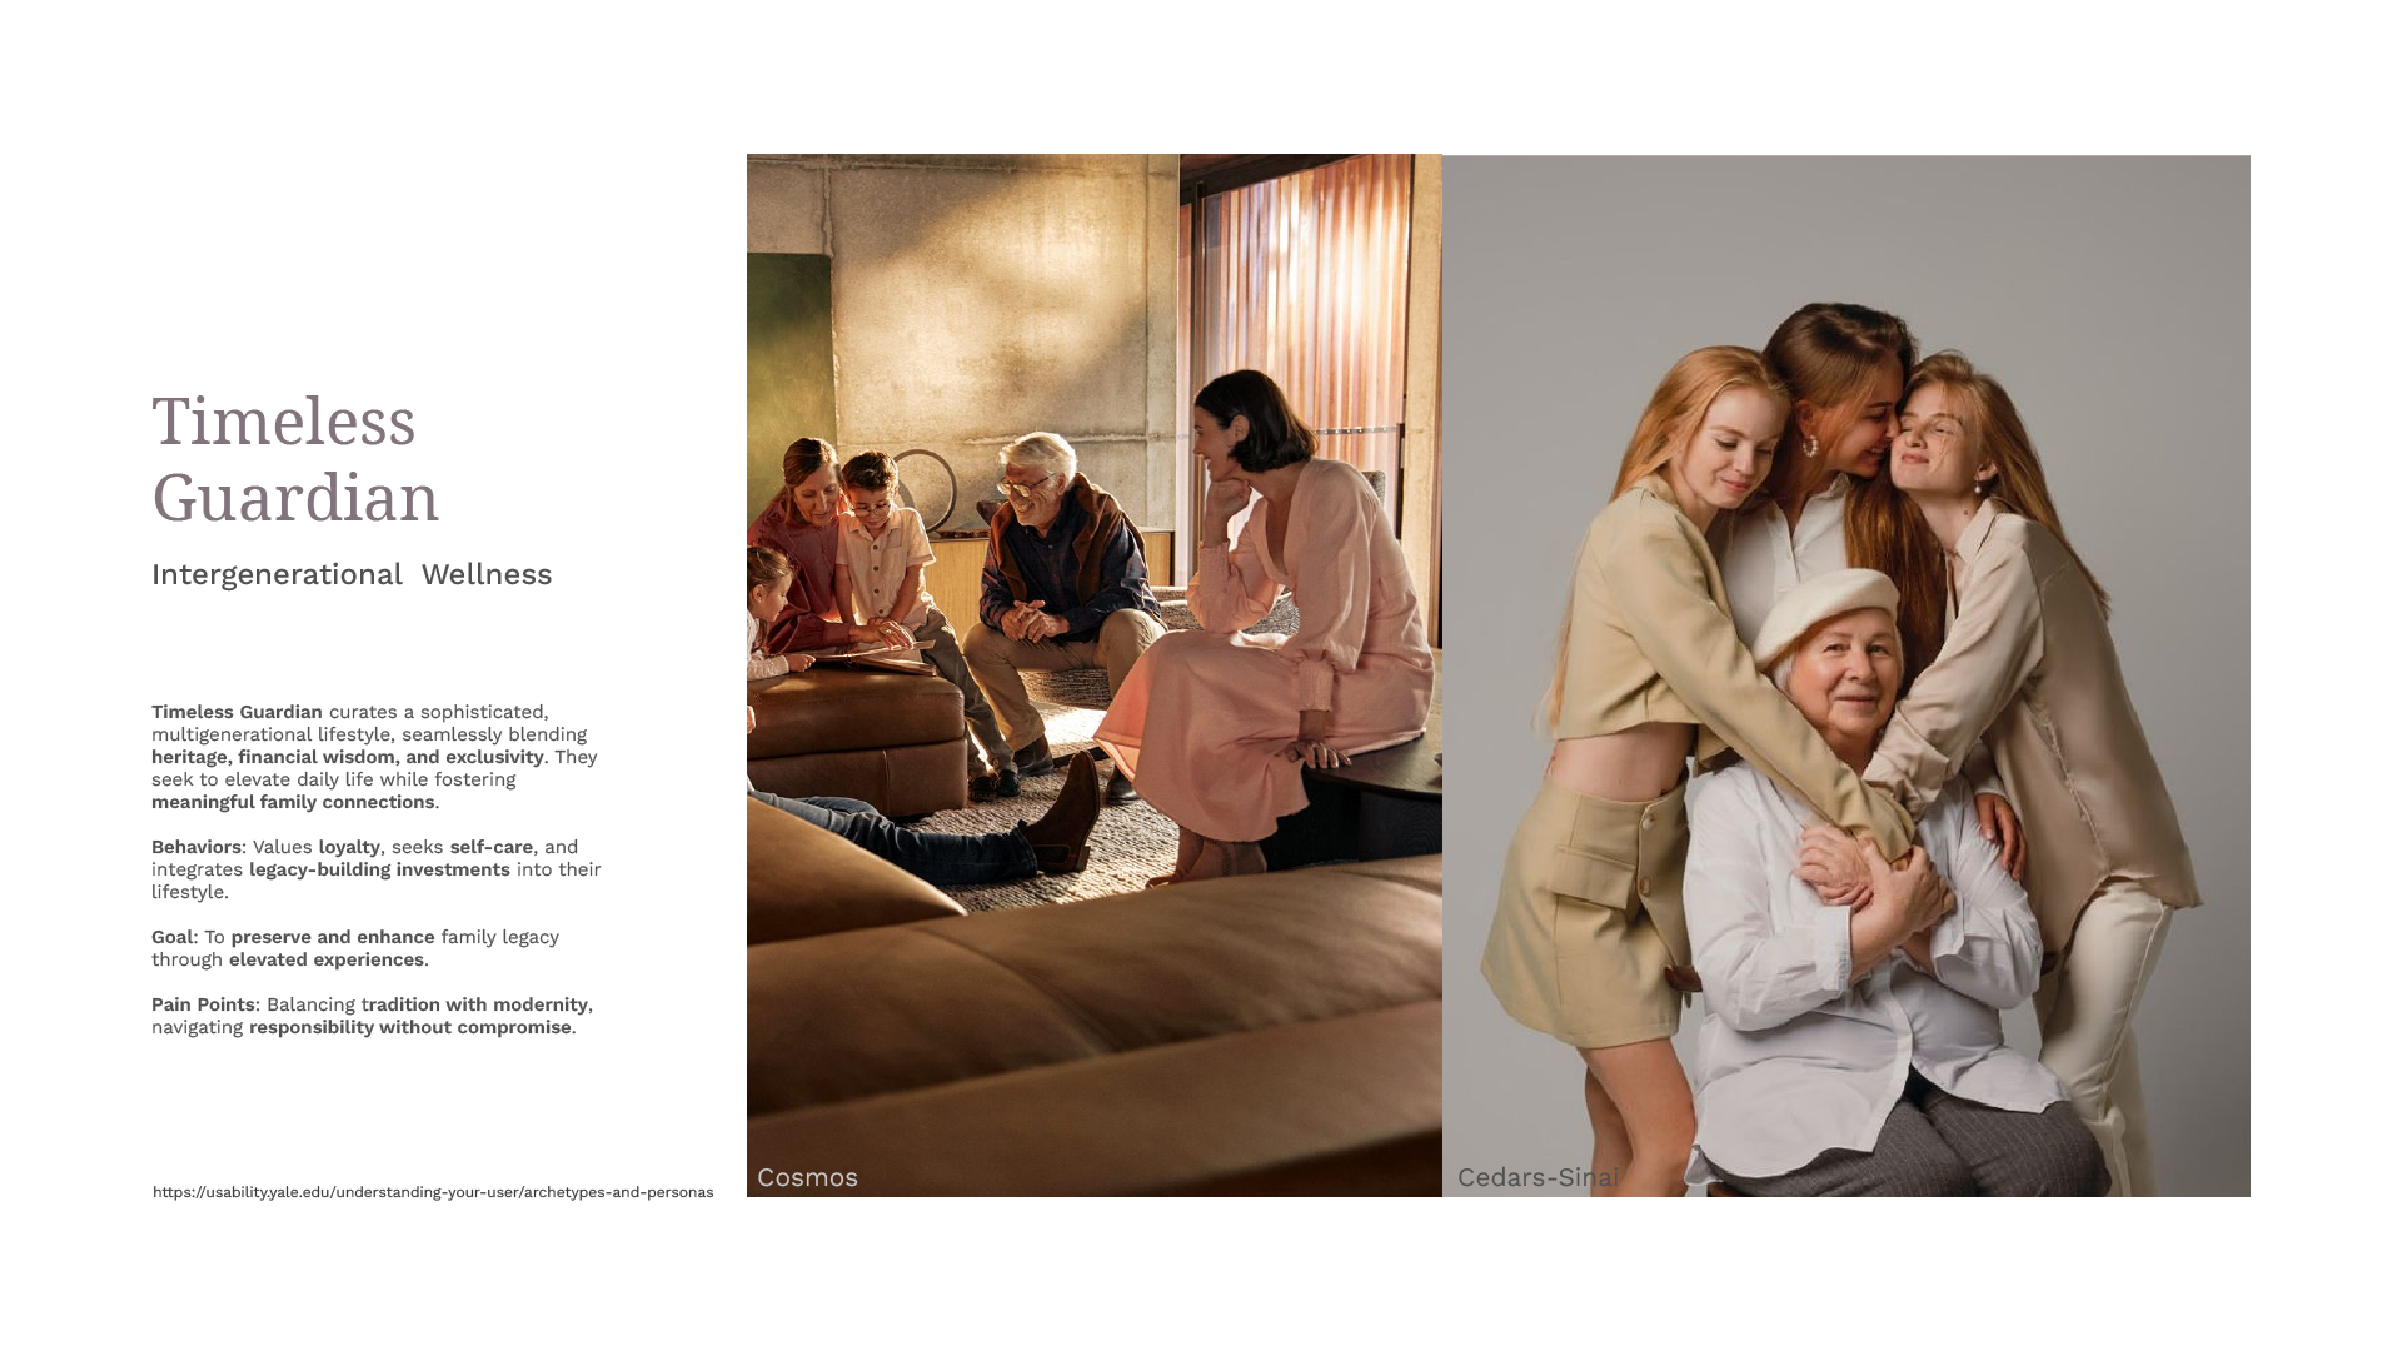 Timeless
Guardian
Intergenerational Wellness
Timeless Guardian curates a sophisticated,
multigenerational lifestyle, seamlessly blending
heritage, financial wisdom, and exclusivity. They
seek to elevate daily life while fostering
meaningful family connections.
Behaviors: Values loyalty, seeks self-care, and
integrates legacy-building investments into their
lifestyle.
Goal: To preserve and enhance family legacy
through elevated experiences.
Pain Points: Balancing tradition with modernity,
navigating responsibility without compromise.
https://usability.yale.edu/understanding-your-user/archetypes-and-personas
Cosmos
Cedars-Sinai